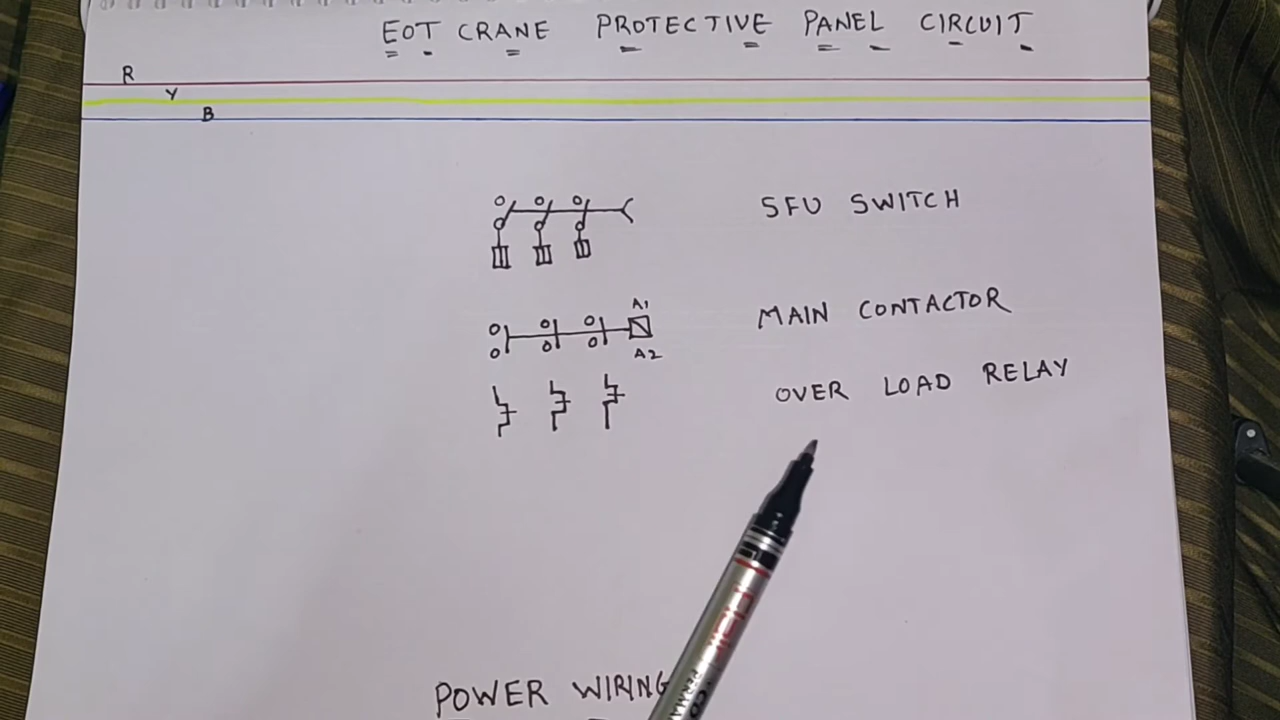 EOT CRANE PROTECTIVE PANEL CIRCUIT
R
Y
B
SFU SWITCH
A1
MAIN CONTACTOR
A2
OVER LOAD RELAY
POWER WIRING